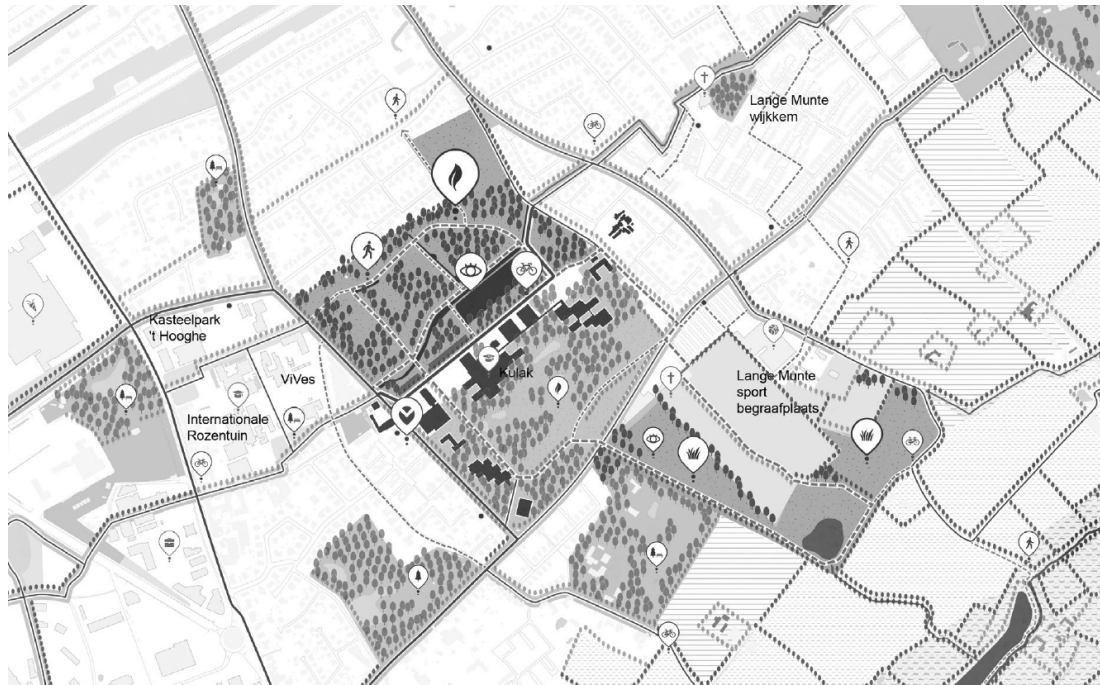 Lange Munte
wijkkem
Kasteelpark
't Hooghe
ViVes
Internationale
Rozentuin
Kulak
Lange Munte
sport
begraafplaats